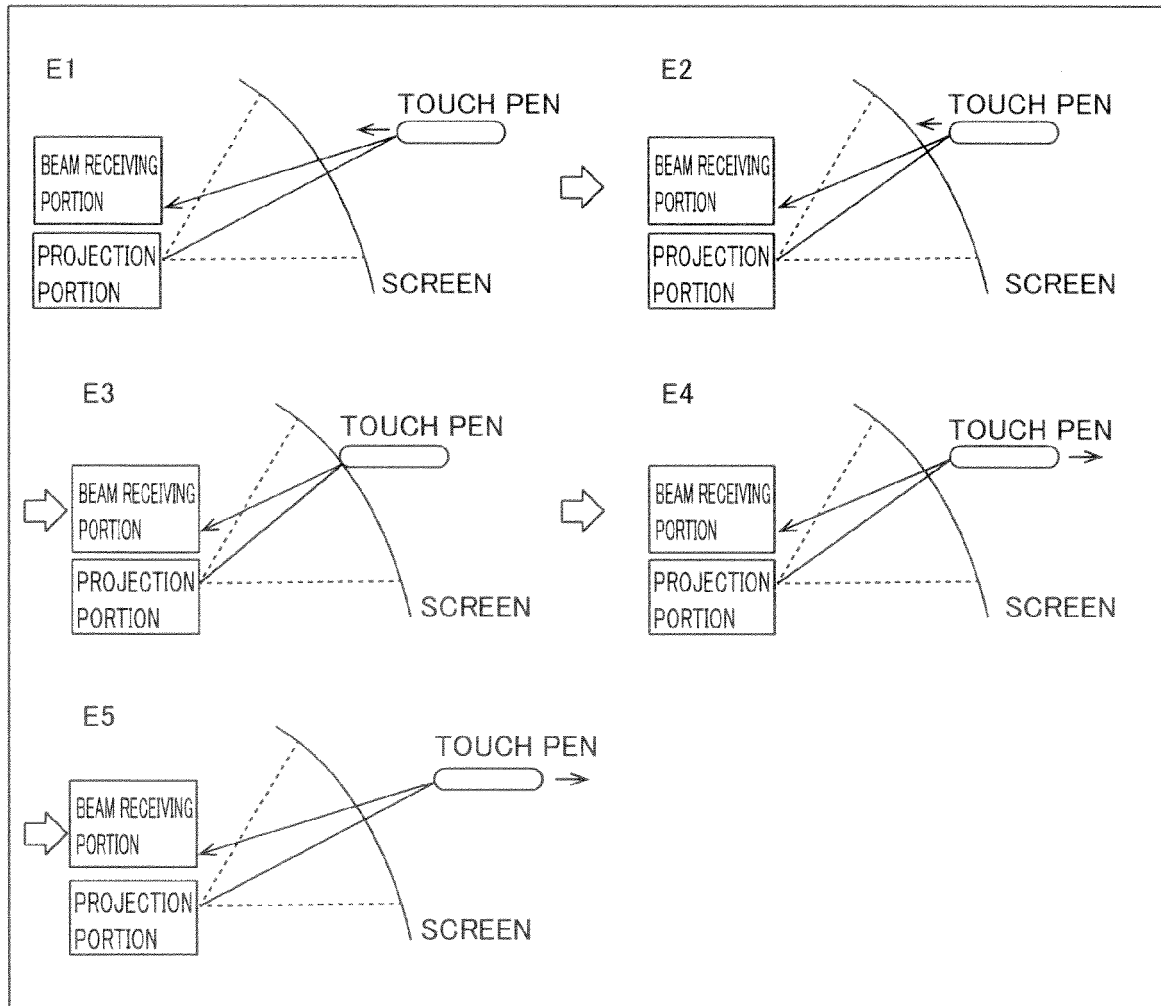 E1
TOUCH PEN
BEAM RECEIVING
PORTION
PROJECTION
PORTION
SCREEN
E2
TOUCH PEN
BEAM RECEIVING
PORTION
PROJECTION
PORTION
SCREEN
E3
TOUCH PEN
BEAM RECEIVING
PORTION
PROJECTION
PORTION
SCREEN
E4
TOUCH PEN
BEAM RECEIVING
PORTION
PROJECTION
PORTION
SCREEN
E5
TOUCH PEN
BEAM RECEIVING
PORTION
PROJECTION
PORTION
SCREEN